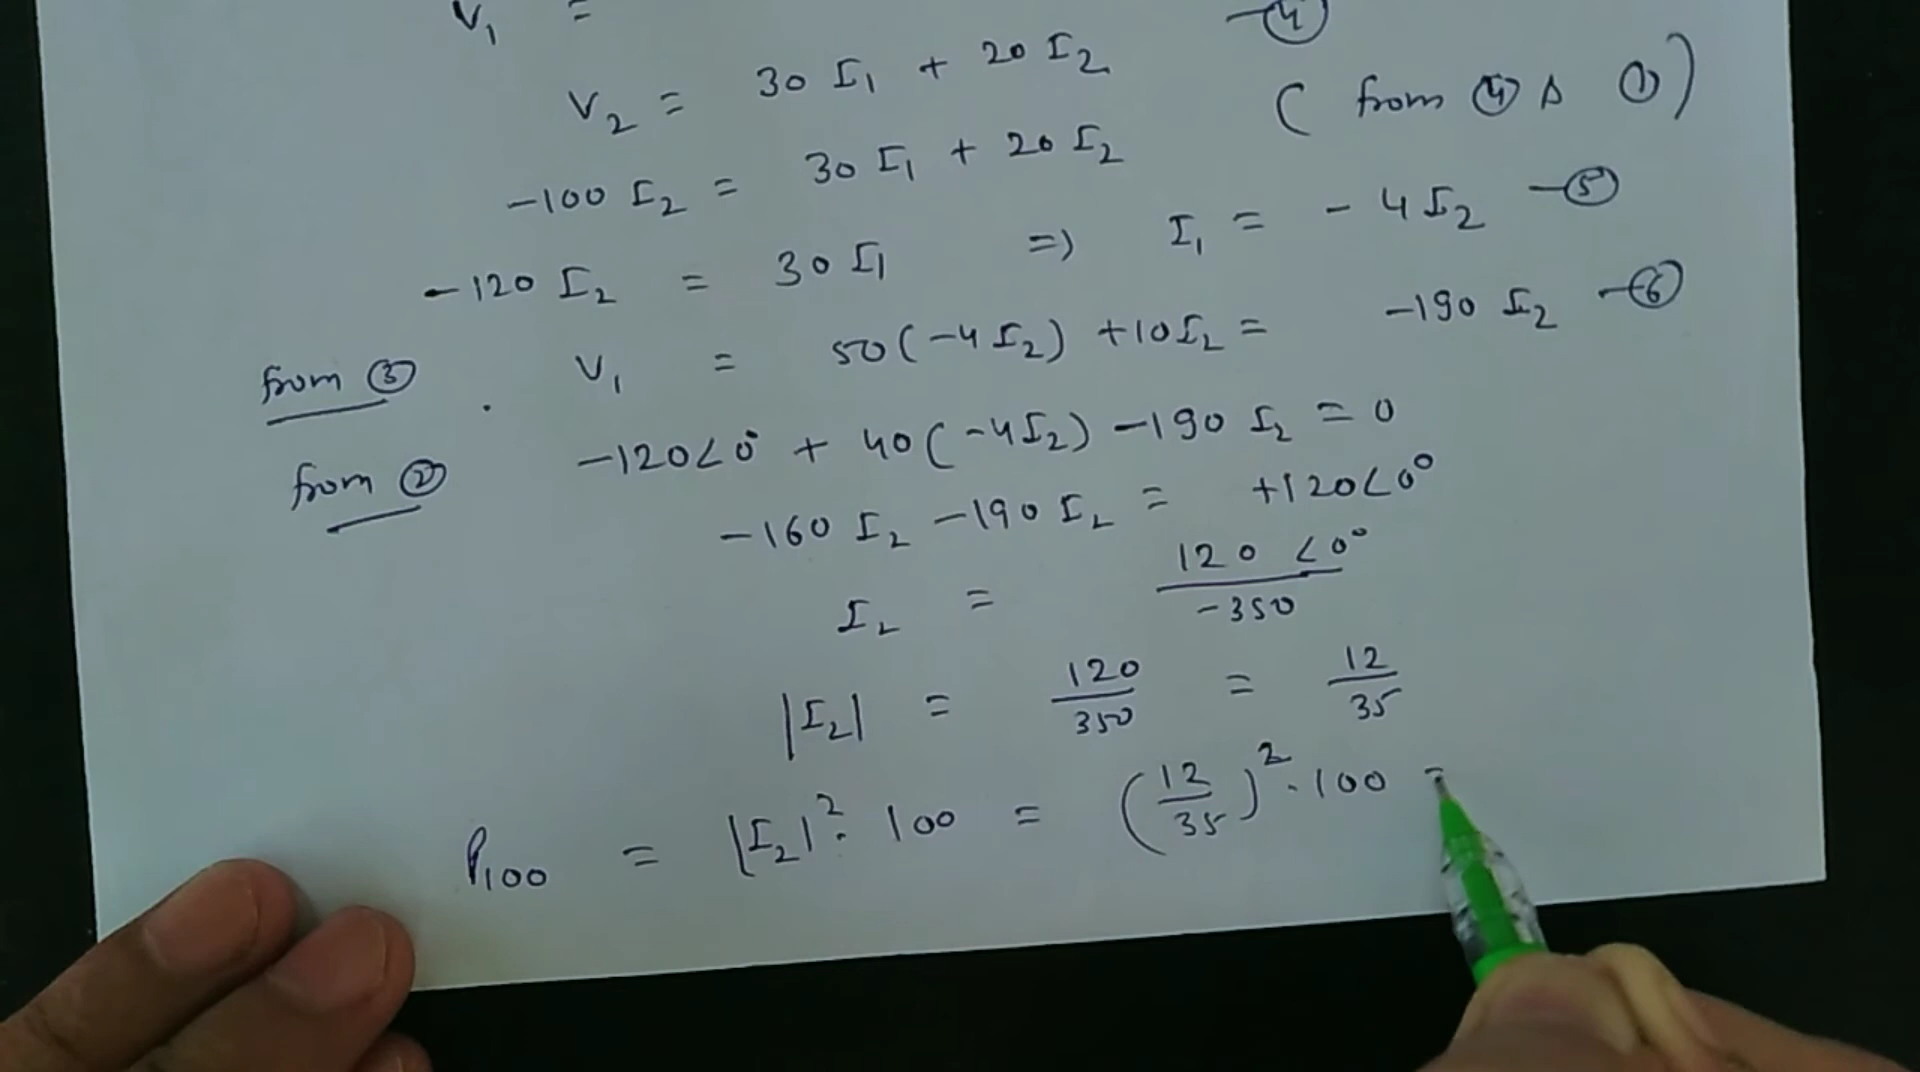 V₁ =
V₂ = 30 I₁ + 20 I₂ —④
-100 I₂ = 30 I₁ + 20 I₂ ( from ④ & ① )
-120 I₂ = 30 I₁ => I₁ = - 4 I₂ —⑤
from ③ V₁ = 50(-4 I₂) +10 I₂ = -190 I₂ —⑥
from ② -120∠0° + 40(-4I₂) -190 I₂ = 0
-160 I₂ -190 I₂ = +120∠0°
I₂ = 120 ∠0° / -350
|I₂| = 120/350 = 12/35
P₁₀₀ = |I₂|² . 100 = (12/35)² . 100 =